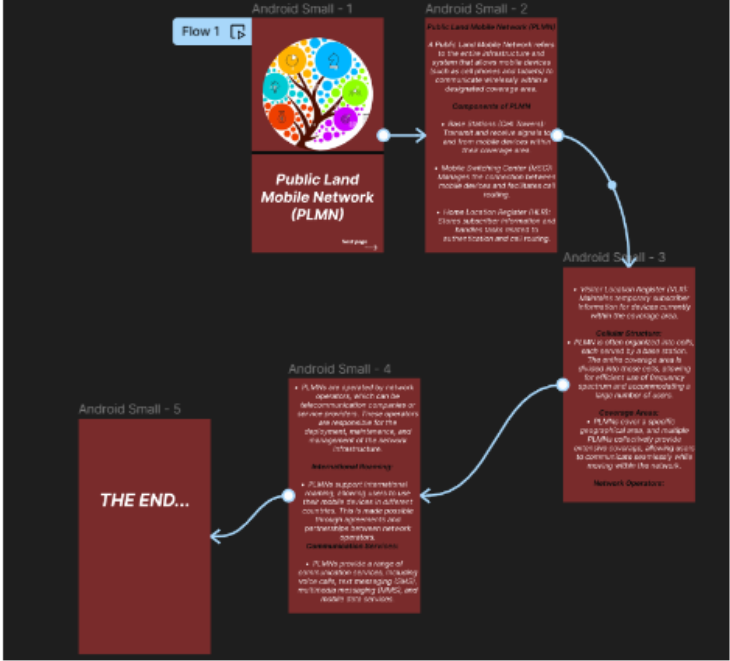 Android Small - 1
Flow 1
Public Land
Mobile Network
(PLMN)
Next page
Android Small - 2
Public Land Mobile Network (PLMN)
A Public Land Mobile Network refers
to the entire infrastructure and
system that allows mobile devices
(such as cell phones and tablets) to
communicate wirelessly within a
designated coverage area.
Components of PLMN
• Base Stations (Cell Towers):
Transmit and receive signals to
and from mobile devices within
their coverage area.
• Mobile Switching Center (MSC):
Manages the connection between
mobile devices and facilitates call
routing.
• Home Location Register (HLR):
Stores subscriber information and
handles tasks related to
authentication and call routing.
Android Small - 3
• Visitor Location Register (VLR):
Maintains temporary subscriber
information for devices currently
within the coverage area.
Cellular Structure:
• PLMN is often organized into cells,
each served by a base station.
The entire coverage area is
divided into these cells, allowing
for efficient use of frequency
spectrum and accommodating a
large number of users.
Coverage Areas:
• PLMNs cover a specific
geographical area, and multiple
PLMNs collectively provide
extensive coverage, allowing users
to communicate seamlessly while
moving within the network.
Network Operators:
Android Small - 4
• PLMNs are operated by network
operators, which can be
telecommunication companies or
service providers. These operators
are responsible for the
deployment, maintenance, and
management of the network
infrastructure.
International Roaming:
• PLMNs support international
roaming, allowing users to use
their mobile devices in different
countries. This is made possible
through agreements and
partnerships between network
operators.
Communication Services:
• PLMNs provide a range of
communication services, including
voice calls, text messaging (SMS),
multimedia messaging (MMS), and
mobile data services.
Android Small - 5
THE END...